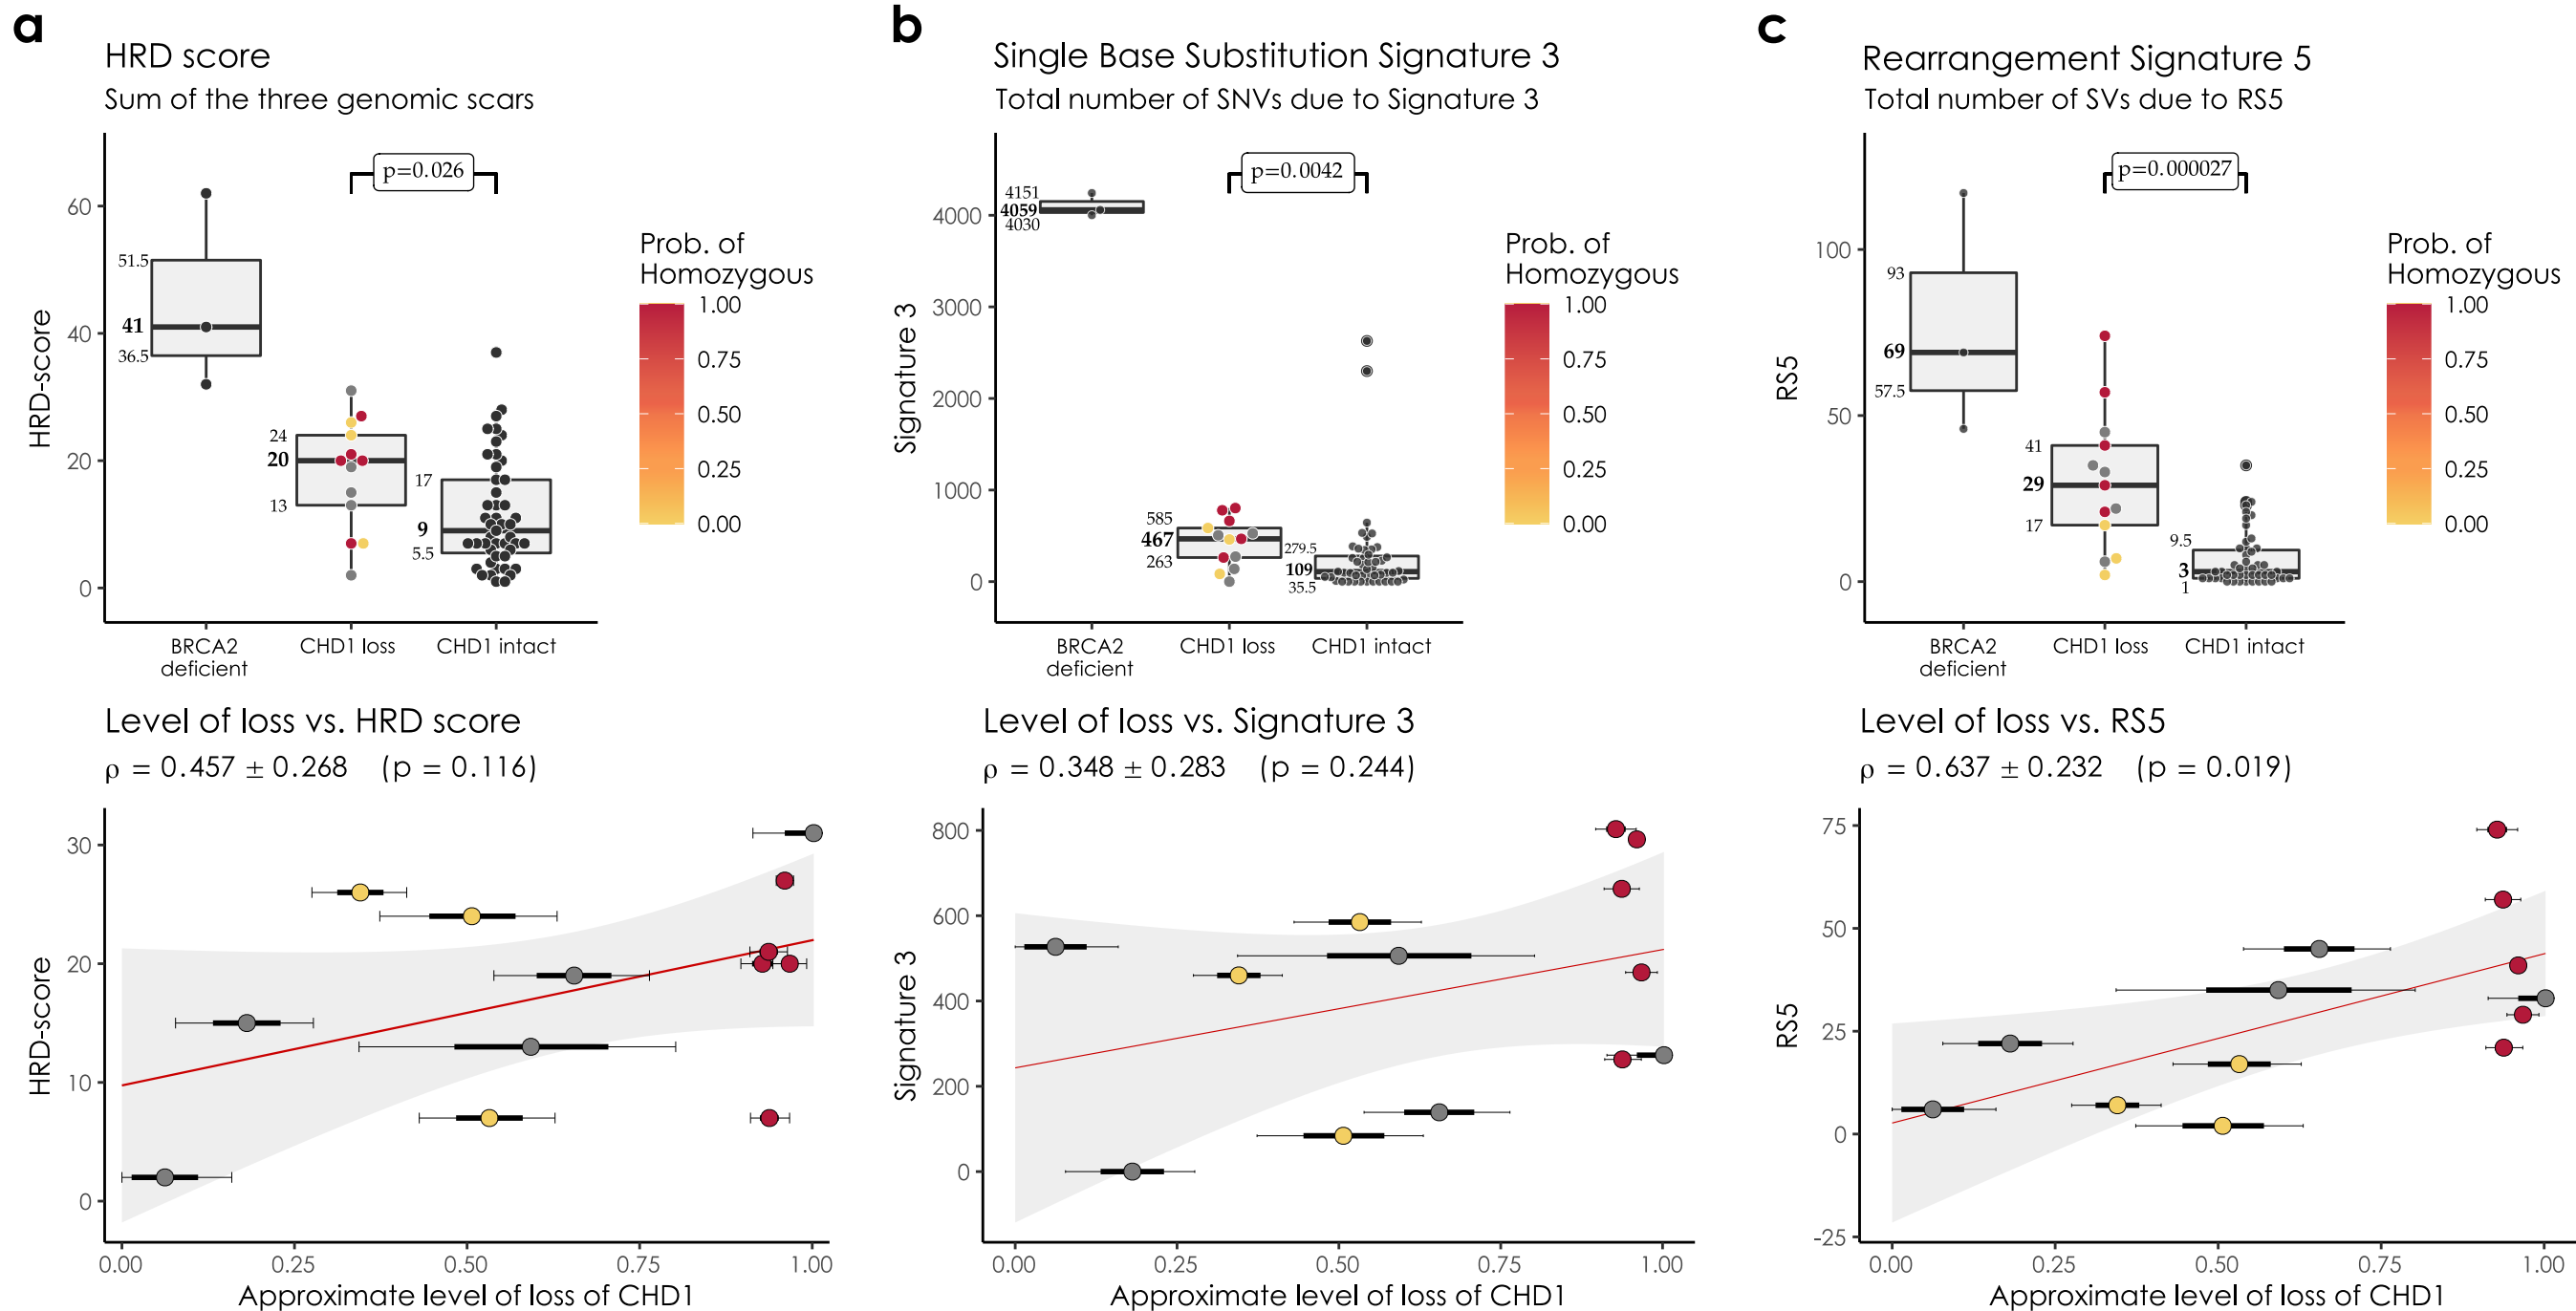 a
HRD score
Sum of the three genomic scars
p=0.026
HRD-score
60
40
20
0
51.5
41
36.5
24
20
13
17
9
5.5
BRCA2
deficient
CHD1 loss
CHD1 intact
Prob. of
Homozygous
1.00
0.75
0.50
0.25
0.00
b
Single Base Substitution Signature 3
Total number of SNVs due to Signature 3
p=0.0042
Signature 3
4000
3000
2000
1000
0
4151
4059
4030
585
467
263
279.5
109
35.5
BRCA2
deficient
CHD1 loss
CHD1 intact
Prob. of
Homozygous
1.00
0.75
0.50
0.25
0.00
c
Rearrangement Signature 5
Total number of SVs due to RS5
p=0.000027
RS5
100
50
0
93
69
57.5
41
29
17
9.5
3
1
BRCA2
deficient
CHD1 loss
CHD1 intact
Prob. of
Homozygous
1.00
0.75
0.50
0.25
0.00
Level of loss vs. HRD score
ρ = 0.457 ± 0.268 (p = 0.116)
HRD-score
30
20
10
0
0.00 0.25 0.50 0.75 1.00
Approximate level of loss of CHD1
Level of loss vs. Signature 3
ρ = 0.348 ± 0.283 (p = 0.244)
Signature 3
800
600
400
200
0
0.00 0.25 0.50 0.75 1.00
Approximate level of loss of CHD1
Level of loss vs. RS5
ρ = 0.637 ± 0.232 (p = 0.019)
RS5
75
50
25
0
-25
0.00 0.25 0.50 0.75 1.00
Approximate level of loss of CHD1